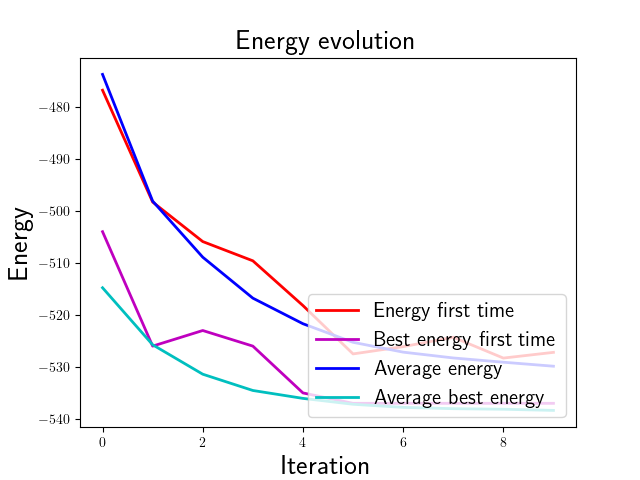 Energy evolution
Energy
−480
−490
−500
−510
−520
−530
−540
Energy first time
Best energy first time
Average energy
Average best energy
0 2 4 6 8
Iteration